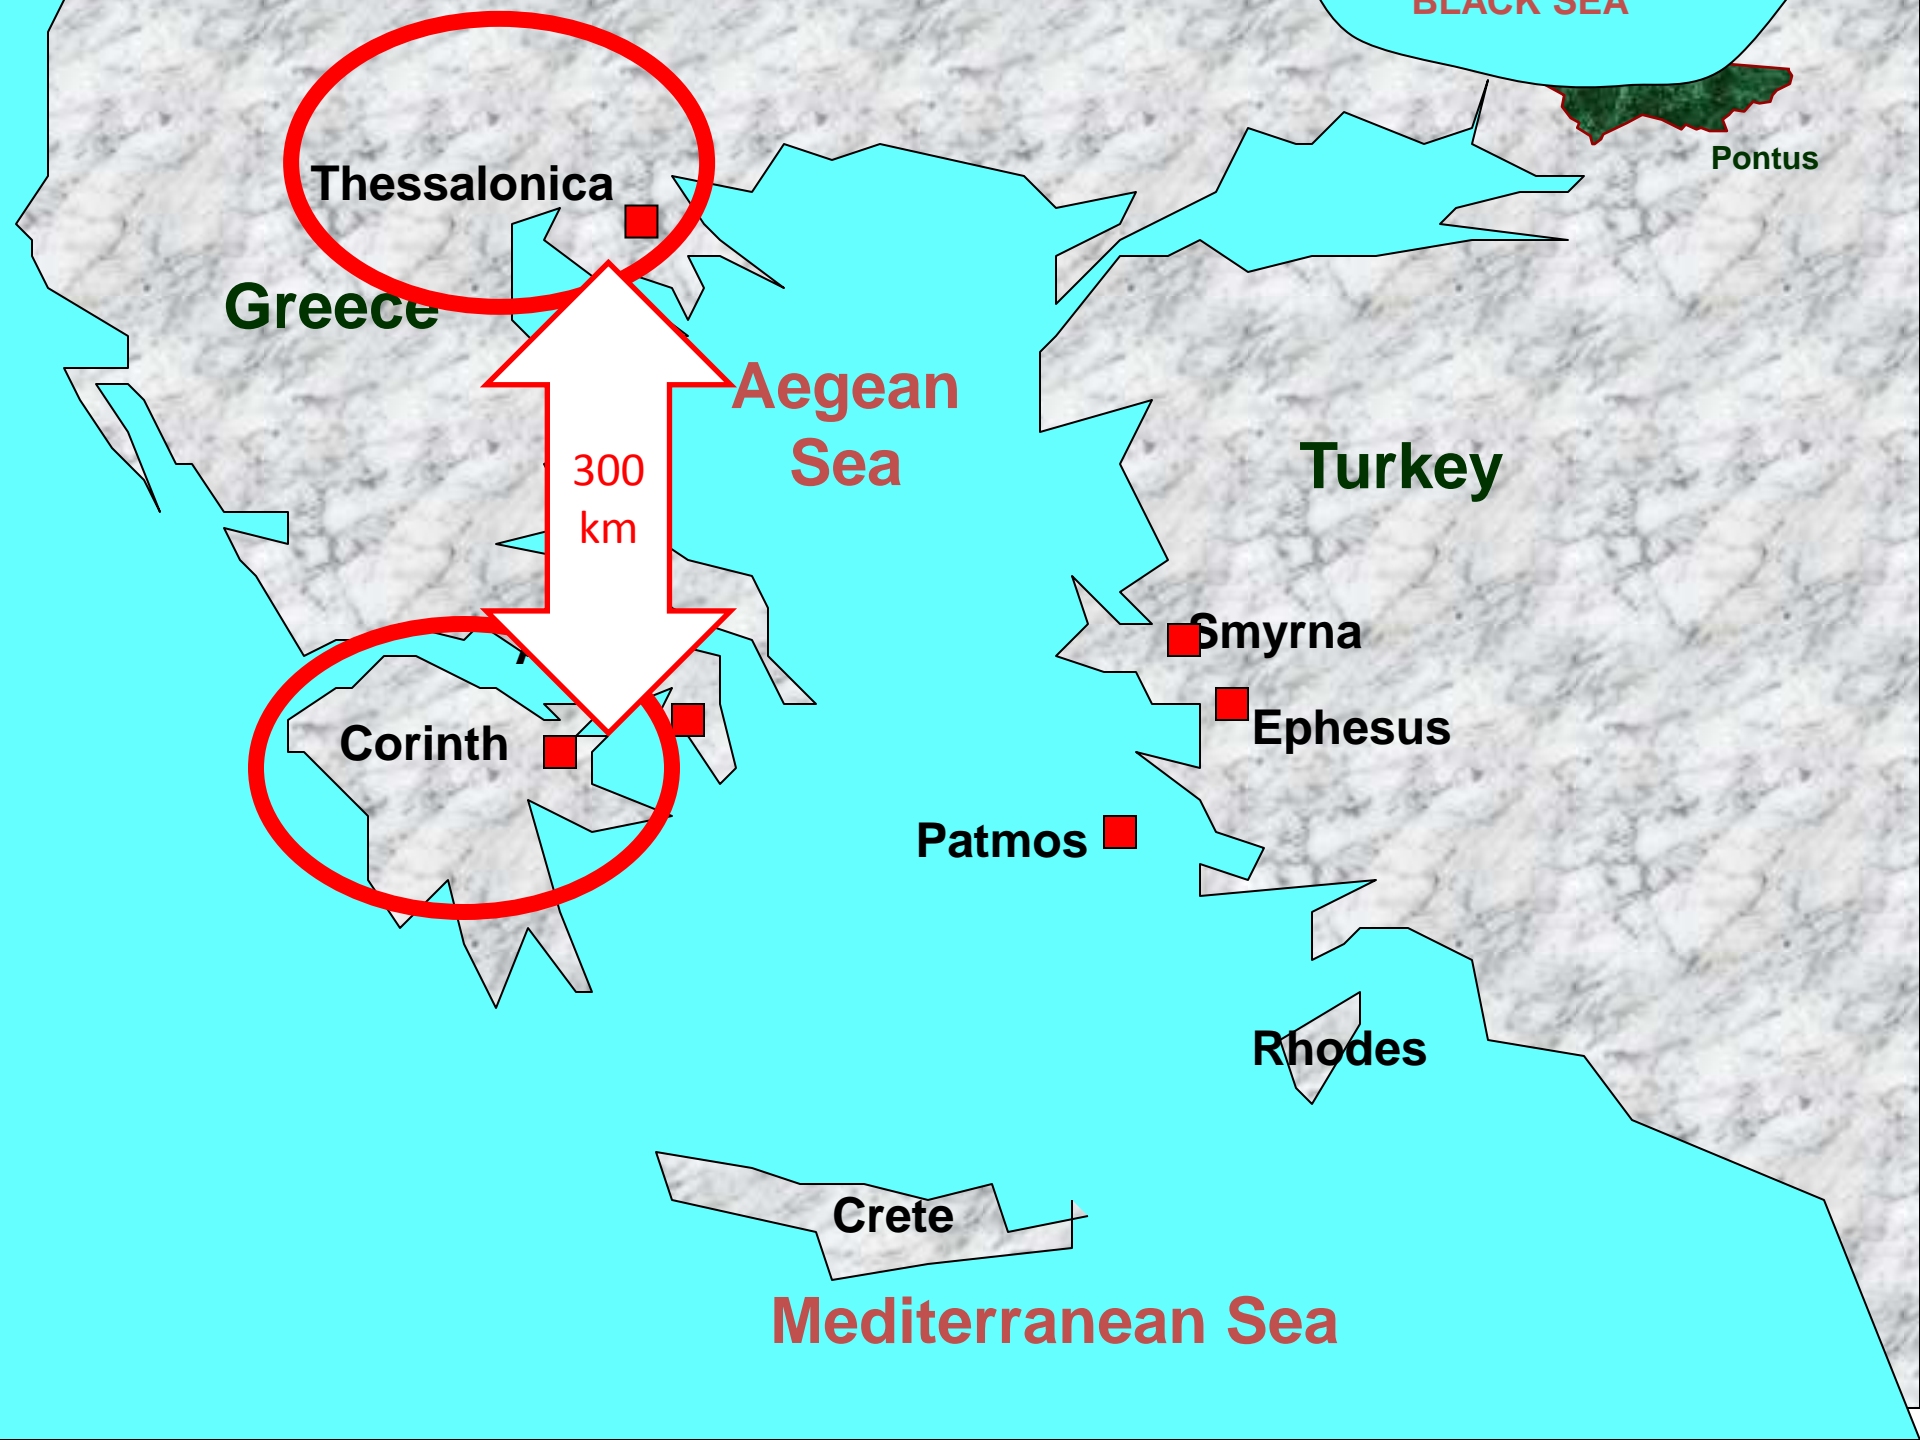 BLACK SEA
Pontus
Thessalonica
Greece
Aegean
Sea
Turkey
300
km
Smyrna
Corinth
Ephesus
Patmos
Rhodes
Crete
Mediterranean Sea